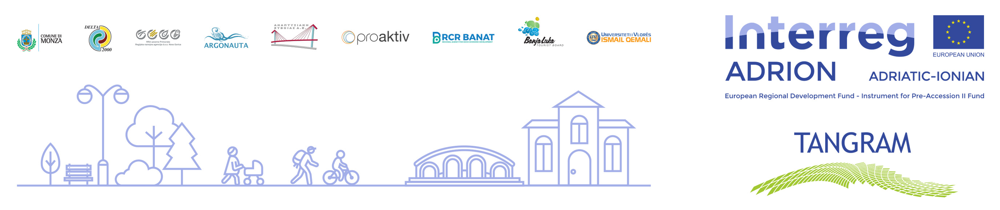 COMUNE DI
MONZA
DELTA
2000
RRA severne Primorske
Regijska razvojna agencija d.o.o. Nova Gorica
ARGONAUTA
ΑΝΑΠΤΥΞΙΑΚΗ
ΕΥΒΟΙΑΣ Α.Ε.
proaktiv
RCR BANAT
REGIONAL AGENCY FOR SOCIO ECONOMIC DEVELOPMENT
Banja Luka
TOURIST BOARD
UV
UNIVERSITETI I VLORËS
ISMAIL QEMALI
Interreg
EUROPEAN UNION
ADRION
ADRIATIC-IONIAN
European Regional Development Fund - Instrument for Pre-Accession II Fund
TANGRAM